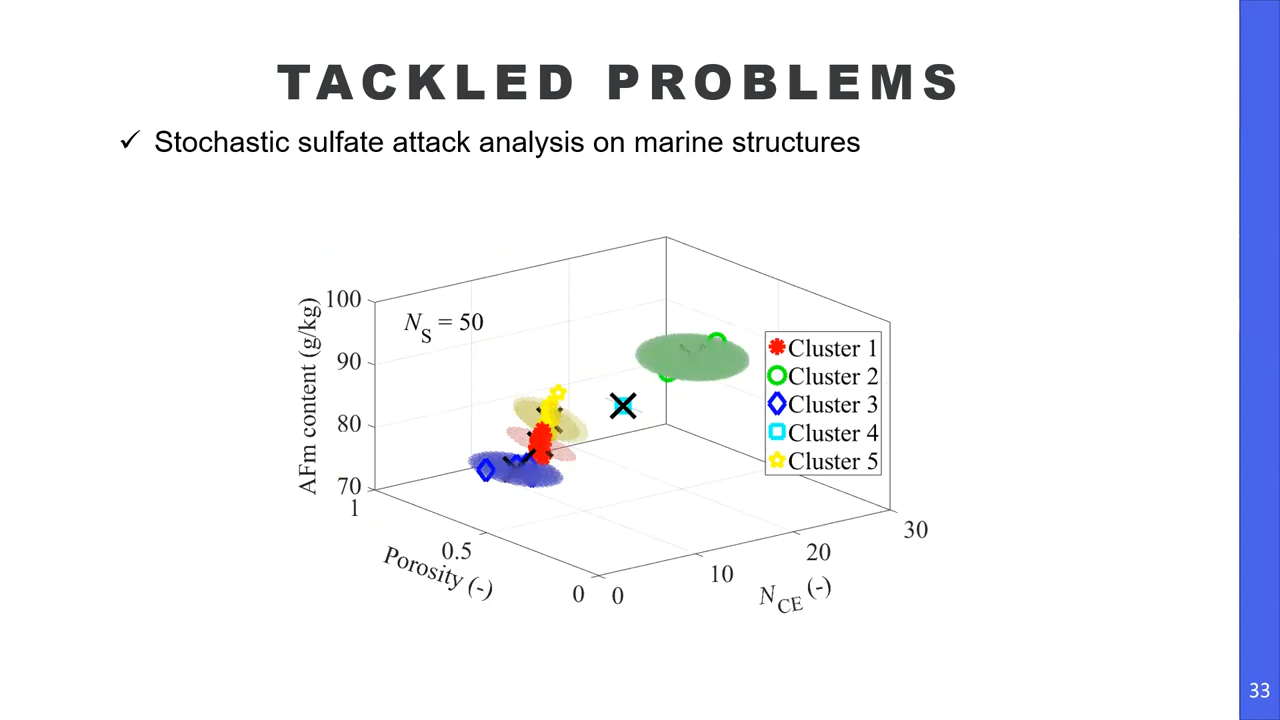 TACKLED PROBLEMS
✓ Stochastic sulfate attack analysis on marine structures
N_S = 50
AFm content (g/kg)
100
90
80
70
1
0.5
0
Porosity (-)
0
10
20
30
N_CE (-)
Cluster 1
Cluster 2
Cluster 3
Cluster 4
Cluster 5
33